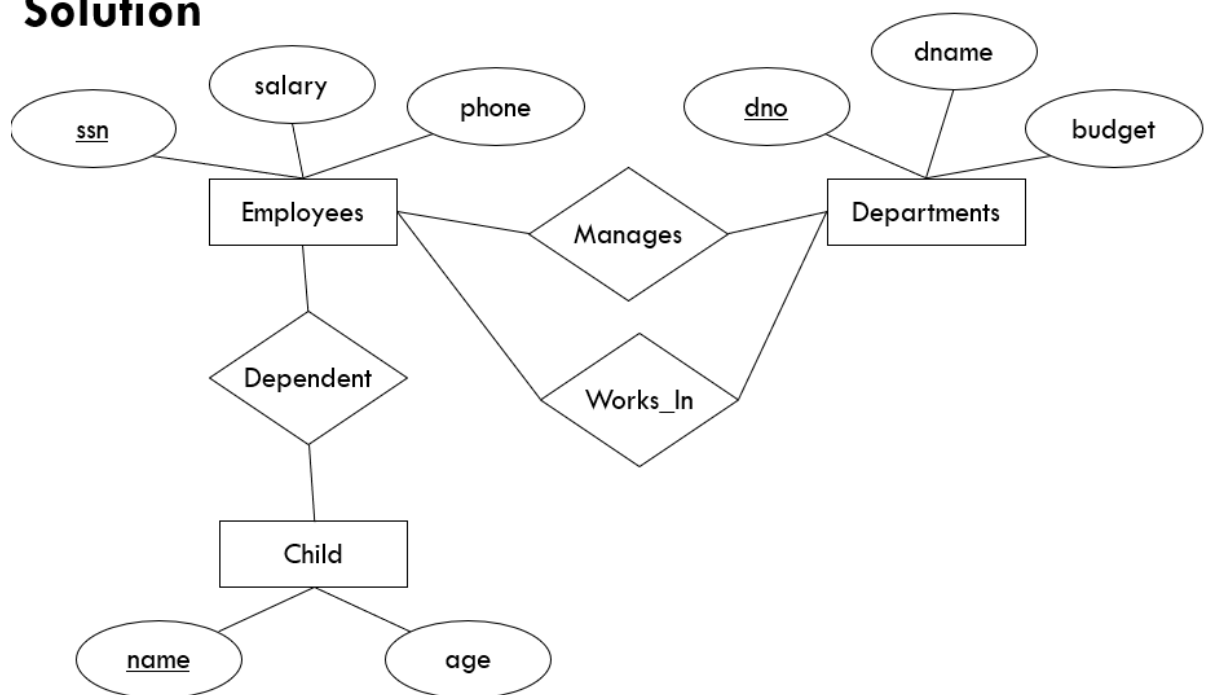 Solution
dname
salary
phone
dno
ssn
budget
Employees
Departments
Manages
Dependent
Works_In
Child
name
age